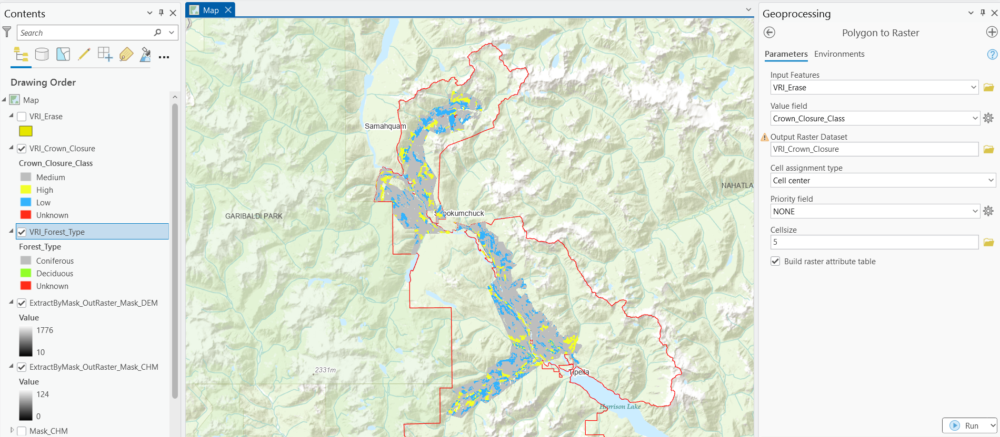 Contents
Search
Drawing Order
Map
VRI_Erase
VRI_Crown_Closure
Crown_Closure_Class
Medium
High
Low
Unknown
VRI_Forest_Type
Forest_Type
Coniferous
Deciduous
Unknown
ExtractByMask_OutRaster_Mask_DEM
Value
1776
10
ExtractByMask_OutRaster_Mask_CHM
Value
124
0
Mask_CHM
Map
Samahquam
NAHATLA
GARIBALDI PARK
ookumchuck
2331m
Tipella
Harrison Lake
Geoprocessing
Polygon to Raster
Parameters Environments
Input Features
VRI_Erase
Value field
Crown_Closure_Class
Output Raster Dataset
VRI_Crown_Closure
Cell assignment type
Cell center
Priority field
NONE
Cellsize
5
Build raster attribute table
Run